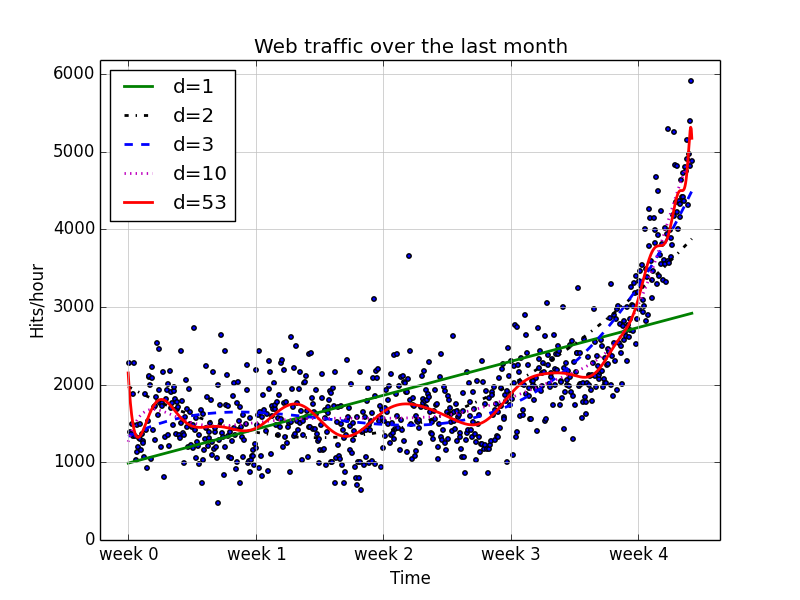 Web traffic over the last month
6000
5000
4000
3000
2000
1000
0
Hits/hour
d=1
d=2
d=3
d=10
d=53
week 0 week 1 week 2 week 3 week 4
Time